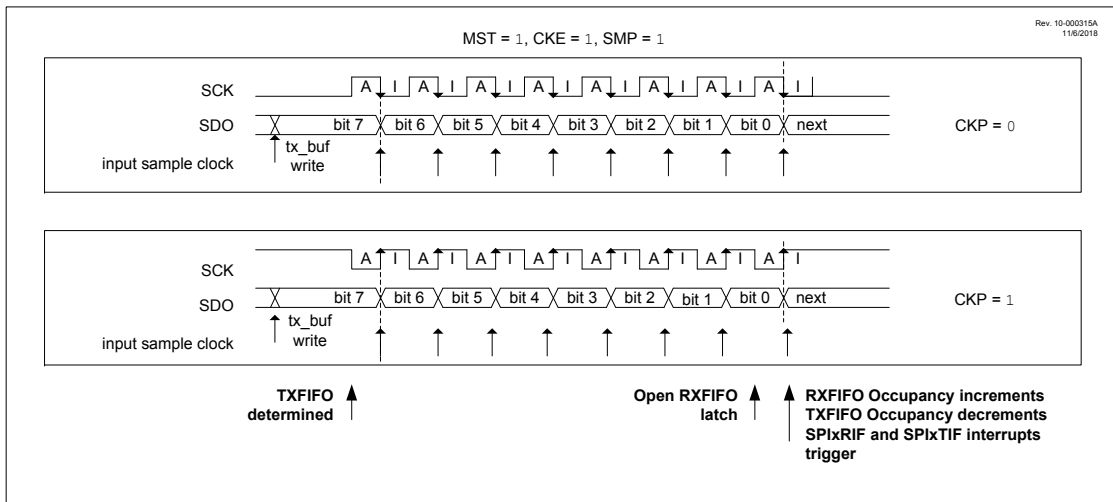 Rev. 10-000315A
11/6/2018
MST = 1, CKE = 1, SMP = 1
SCK
A I A I A I A I A I A I A I A I
SDO
bit 7 bit 6 bit 5 bit 4 bit 3 bit 2 bit 1 bit 0 next
CKP = 0
tx_buf
write
input sample clock
SCK
A I A I A I A I A I A I A I A I
SDO
bit 7 bit 6 bit 5 bit 4 bit 3 bit 2 bit 1 bit 0 next
CKP = 1
tx_buf
write
input sample clock
TXFIFO
determined
Open RXFIFO
latch
RXFIFO Occupancy increments
TXFIFO Occupancy decrements
SPIxRIF and SPIxTIF interrupts
trigger